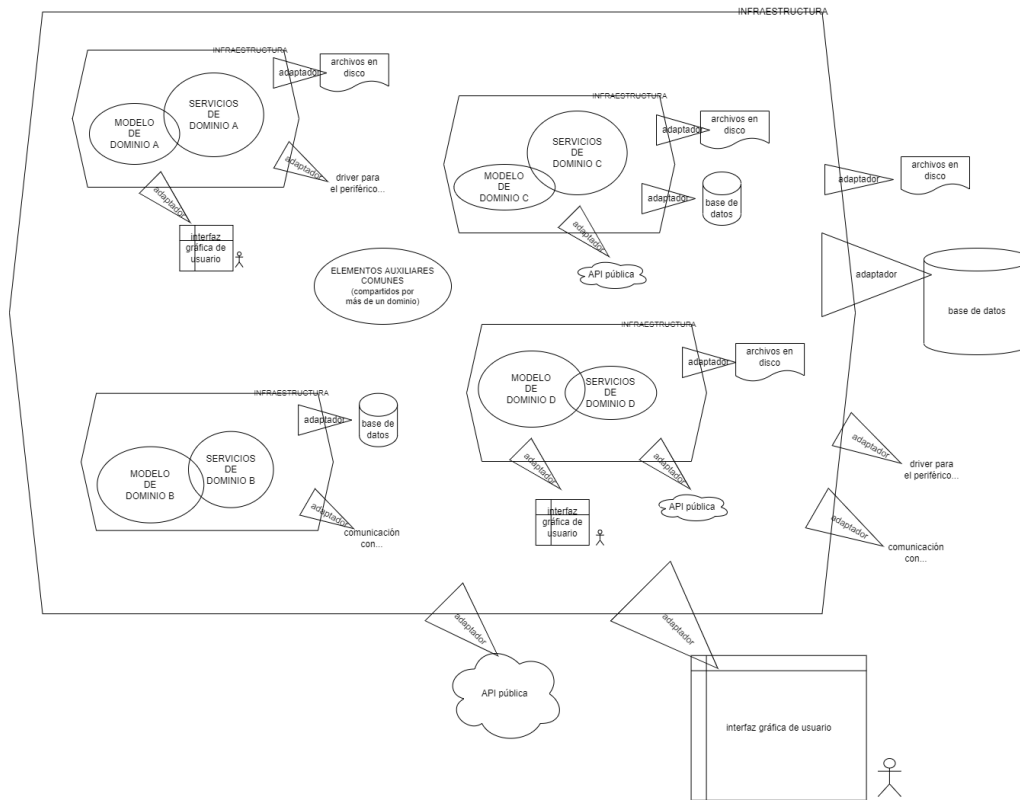 INFRAESTRUCTURA
INFRAESTRUCTURA
SERVICIOS
DE
DOMINIO A
MODELO
DE
DOMINIO A
adaptador
archivos en
disco
adaptador
driver para
el periférico...
adaptador
interfaz
gráfica de
usuario
INFRAESTRUCTURA
SERVICIOS
DE
DOMINIO C
MODELO
DE
DOMINIO C
adaptador
archivos en
disco
adaptador
base de
datos
adaptador
API pública
adaptador
archivos en
disco
adaptador
base de datos
ELEMENTOS AUXILIARES
COMUNES
(compartidos por
más de un dominio)
INFRAESTRUCTURA
MODELO
DE
DOMINIO D
SERVICIOS
DE
DOMINIO D
adaptador
archivos en
disco
adaptador
interfaz
gráfica de
usuario
adaptador
API pública
INFRAESTRUCTURA
MODELO
DE
DOMINIO B
SERVICIOS
DE
DOMINIO B
adaptador
base de
datos
adaptador
comunicación
con...
adaptador
driver para
el periférico...
adaptador
comunicación
con...
adaptador
API pública
adaptador
interfaz gráfica de usuario